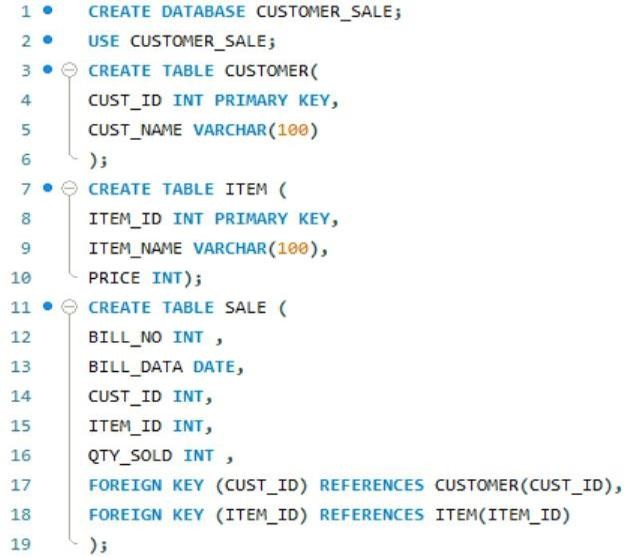 1 CREATE DATABASE CUSTOMER_SALE;
2 USE CUSTOMER_SALE;
3 CREATE TABLE CUSTOMER(
4 CUST_ID INT PRIMARY KEY,
5 CUST_NAME VARCHAR(100)
6 );
7 CREATE TABLE ITEM (
8 ITEM_ID INT PRIMARY KEY,
9 ITEM_NAME VARCHAR(100),
10 PRICE INT);
11 CREATE TABLE SALE (
12 BILL_NO INT ,
13 BILL_DATA DATE,
14 CUST_ID INT,
15 ITEM_ID INT,
16 QTY_SOLD INT ,
17 FOREIGN KEY (CUST_ID) REFERENCES CUSTOMER(CUST_ID),
18 FOREIGN KEY (ITEM_ID) REFERENCES ITEM(ITEM_ID)
19 );